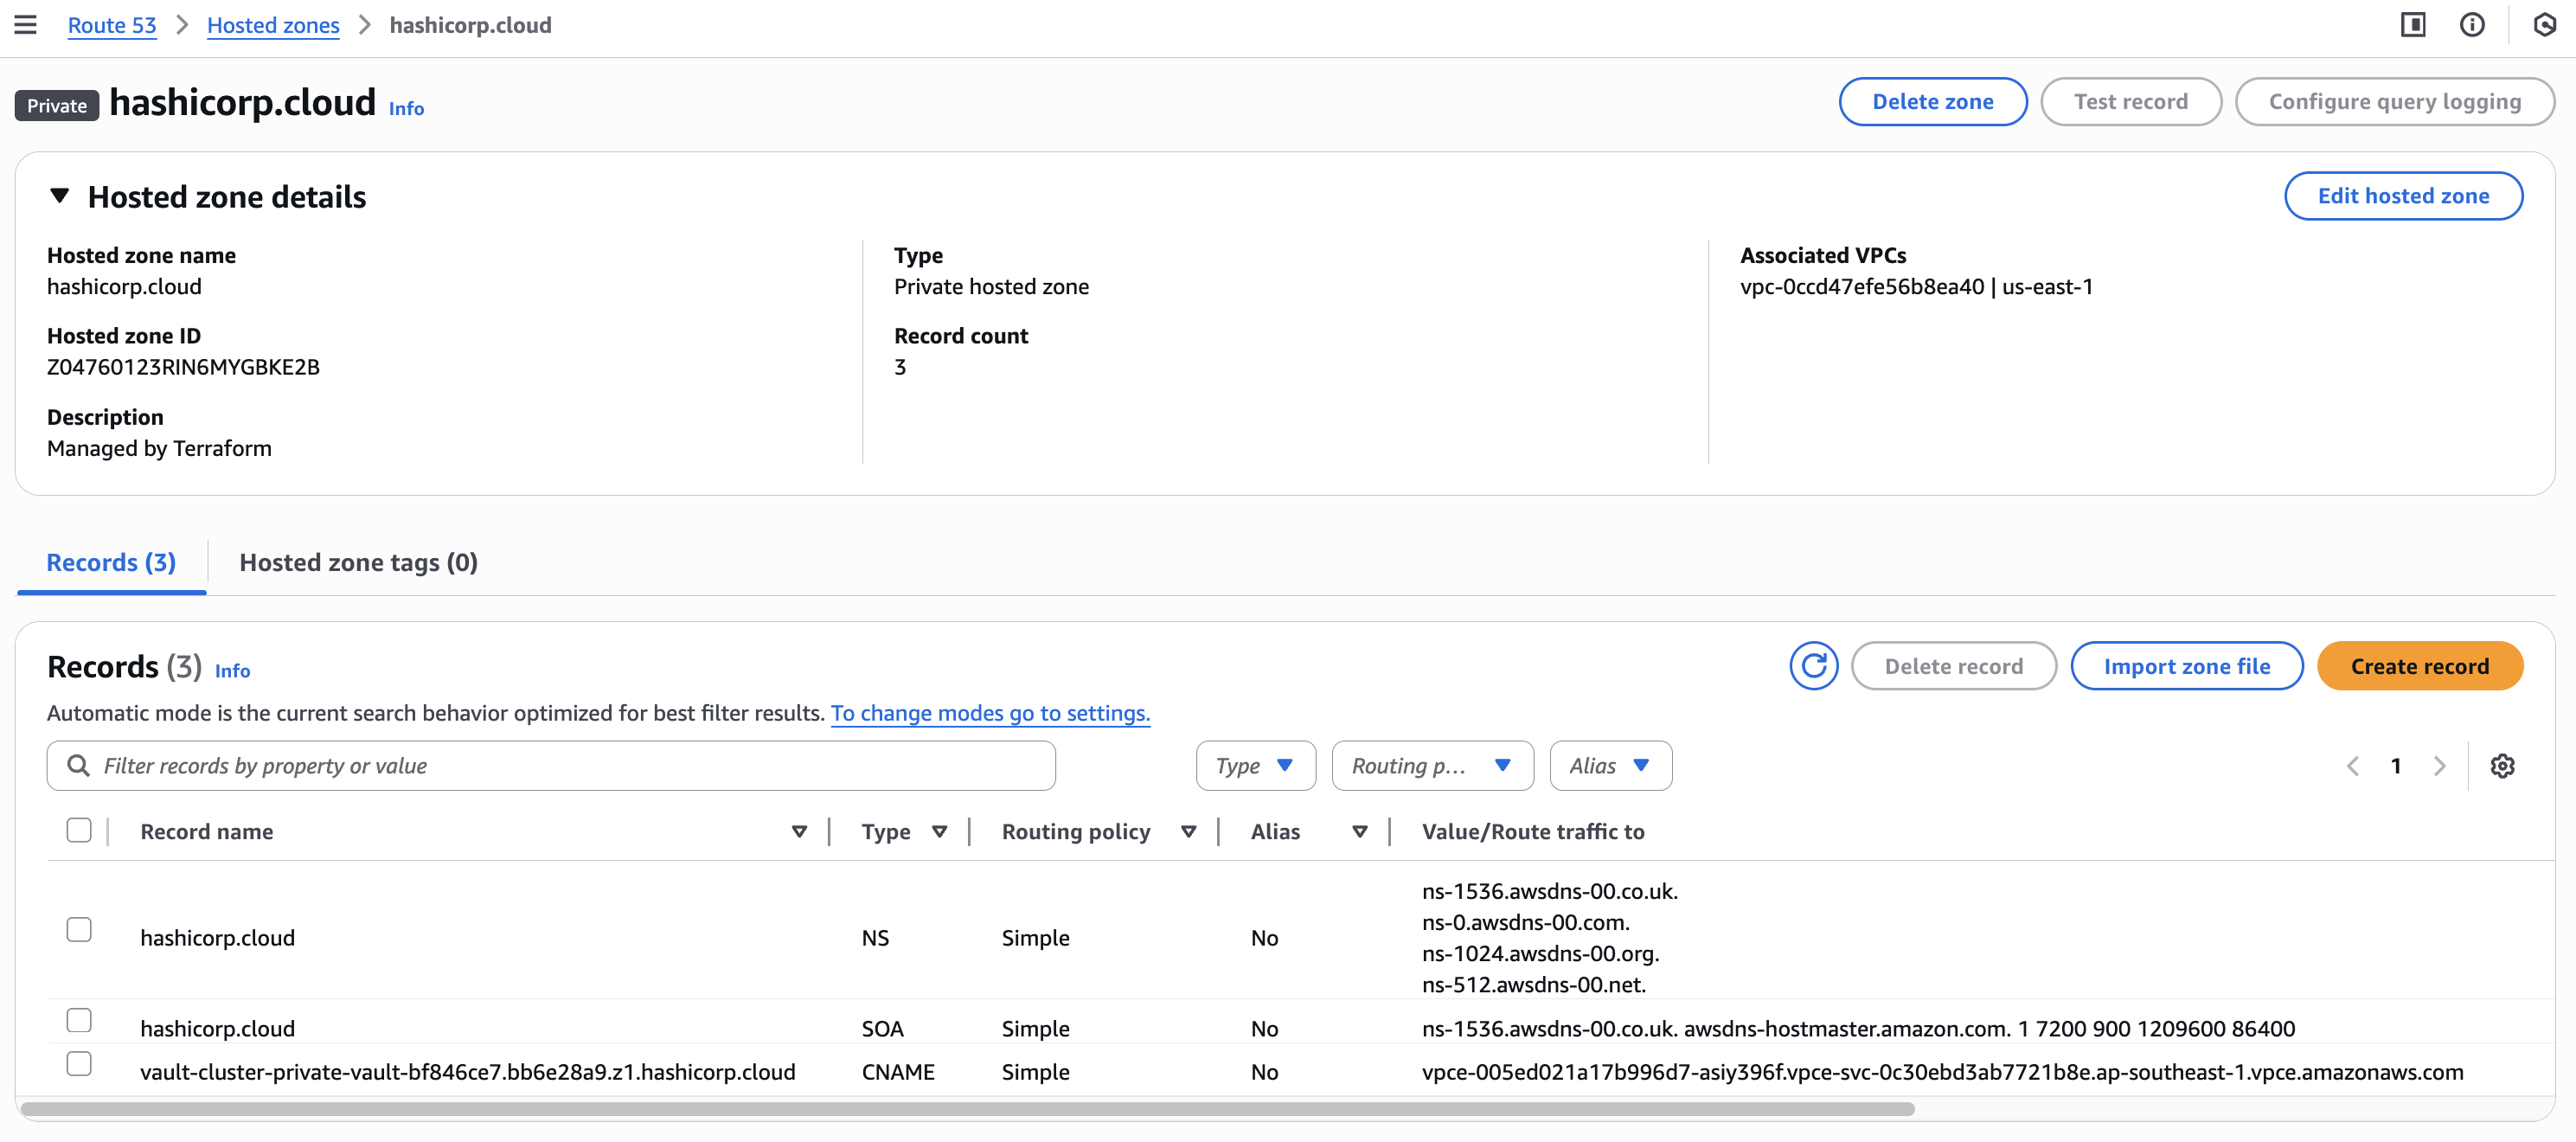 Route 53 > Hosted zones > hashicorp.cloud
Private hashicorp.cloud Info
Delete zone Test record Configure query logging
Hosted zone details
Edit hosted zone
Hosted zone name
hashicorp.cloud
Hosted zone ID
Z04760123RIN6MYGBKE2B
Description
Managed by Terraform
Type
Private hosted zone
Record count
3
Associated VPCs
vpc-0ccd47efe56b8ea40 | us-east-1
Records (3) Hosted zone tags (0)
Records (3) Info
Delete record Import zone file Create record
Automatic mode is the current search behavior optimized for best filter results. To change modes go to settings.
Filter records by property or value Type Routing p... Alias 1
Record name Type Routing policy Alias Value/Route traffic to
hashicorp.cloud NS Simple No
ns-1536.awsdns-00.co.uk.
ns-0.awsdns-00.com.
ns-1024.awsdns-00.org.
ns-512.awsdns-00.net.
hashicorp.cloud SOA Simple No ns-1536.awsdns-00.co.uk. awsdns-hostmaster.amazon.com. 1 7200 900 1209600 86400
vault-cluster-private-vault-bf846ce7.bb6e28a9.z1.hashicorp.cloud CNAME Simple No vpce-005ed021a17b996d7-asiy396f.vpce-svc-0c30ebd3ab7721b8e.ap-southeast-1.vpce.amazonaws.com